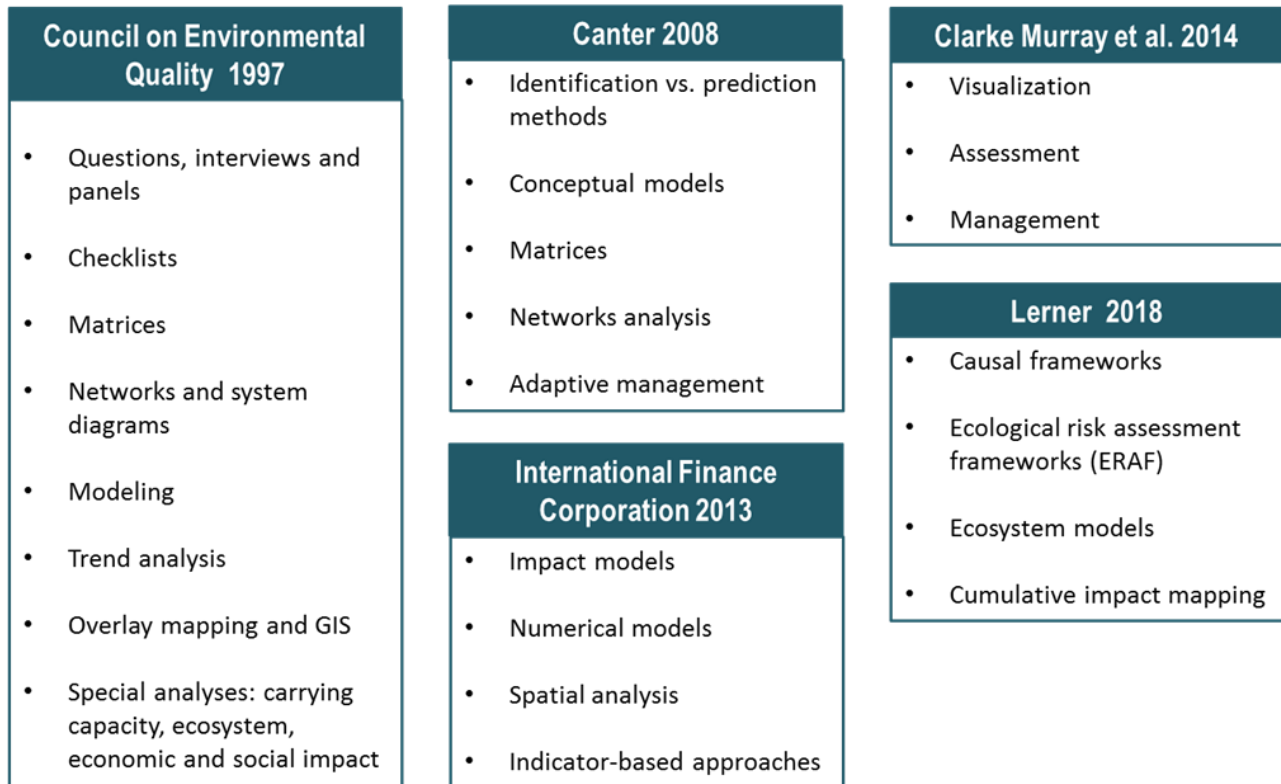 Council on Environmental
Quality 1997
• Questions, interviews and
panels
• Checklists
• Matrices
• Networks and system
diagrams
• Modeling
• Trend analysis
• Overlay mapping and GIS
• Special analyses: carrying
capacity, ecosystem,
economic and social impact
Canter 2008
• Identification vs. prediction
methods
• Conceptual models
• Matrices
• Networks analysis
• Adaptive management
International Finance
Corporation 2013
• Impact models
• Numerical models
• Spatial analysis
• Indicator-based approaches
Clarke Murray et al. 2014
• Visualization
• Assessment
• Management
Lerner 2018
• Causal frameworks
• Ecological risk assessment
frameworks (ERAF)
• Ecosystem models
• Cumulative impact mapping